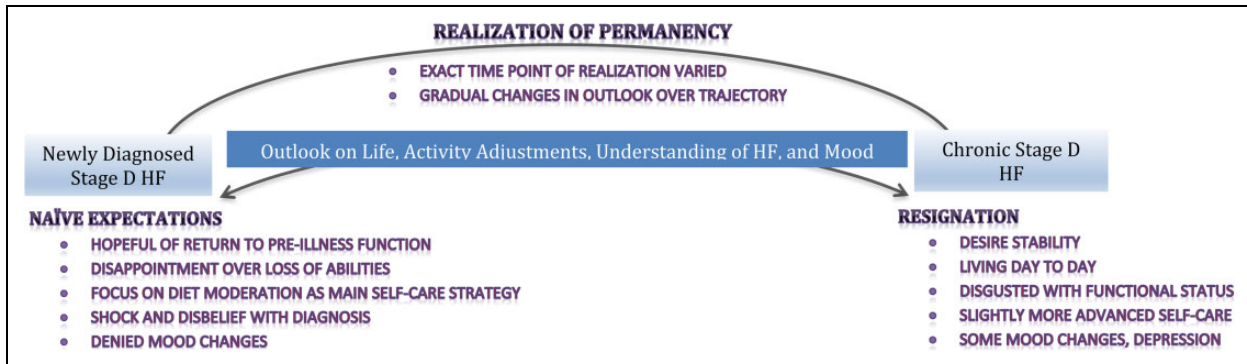 REALIZATION OF PERMANENCY
• EXACT TIME POINT OF REALIZATION VARIED
• GRADUAL CHANGES IN OUTLOOK OVER TRAJECTORY
Newly Diagnosed
Stage D HF
Outlook on Life, Activity Adjustments, Understanding of HF, and Mood
Chronic Stage D
HF
NAÏVE EXPECTATIONS
• HOPEFUL OF RETURN TO PRE-ILLNESS FUNCTION
• DISAPPOINTMENT OVER LOSS OF ABILITIES
• FOCUS ON DIET MODERATION AS MAIN SELF-CARE STRATEGY
• SHOCK AND DISBELIEF WITH DIAGNOSIS
• DENIED MOOD CHANGES
RESIGNATION
• DESIRE STABILITY
• LIVING DAY TO DAY
• DISGUSTED WITH FUNCTIONAL STATUS
• SLIGHTLY MORE ADVANCED SELF-CARE
• SOME MOOD CHANGES, DEPRESSION